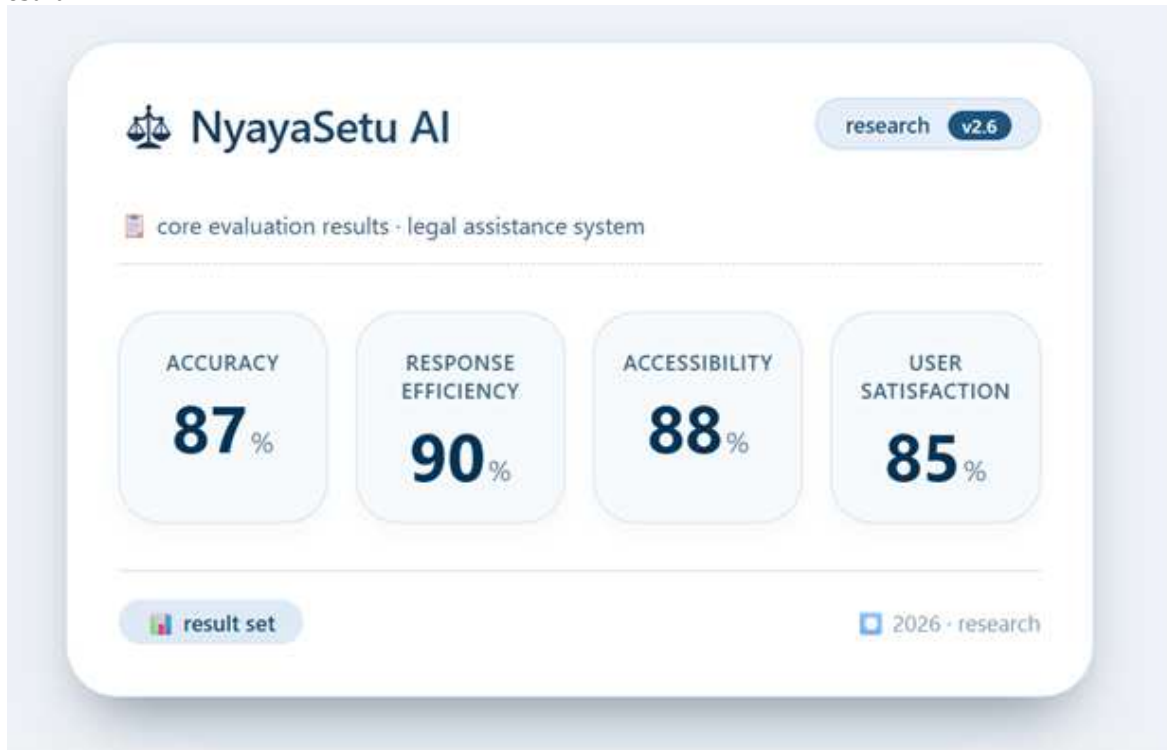 NyayaSetu AI
research v2.6
core evaluation results · legal assistance system
ACCURACY
87%
RESPONSE
EFFICIENCY
90%
ACCESSIBILITY
88%
USER
SATISFACTION
85%
result set
2026 · research